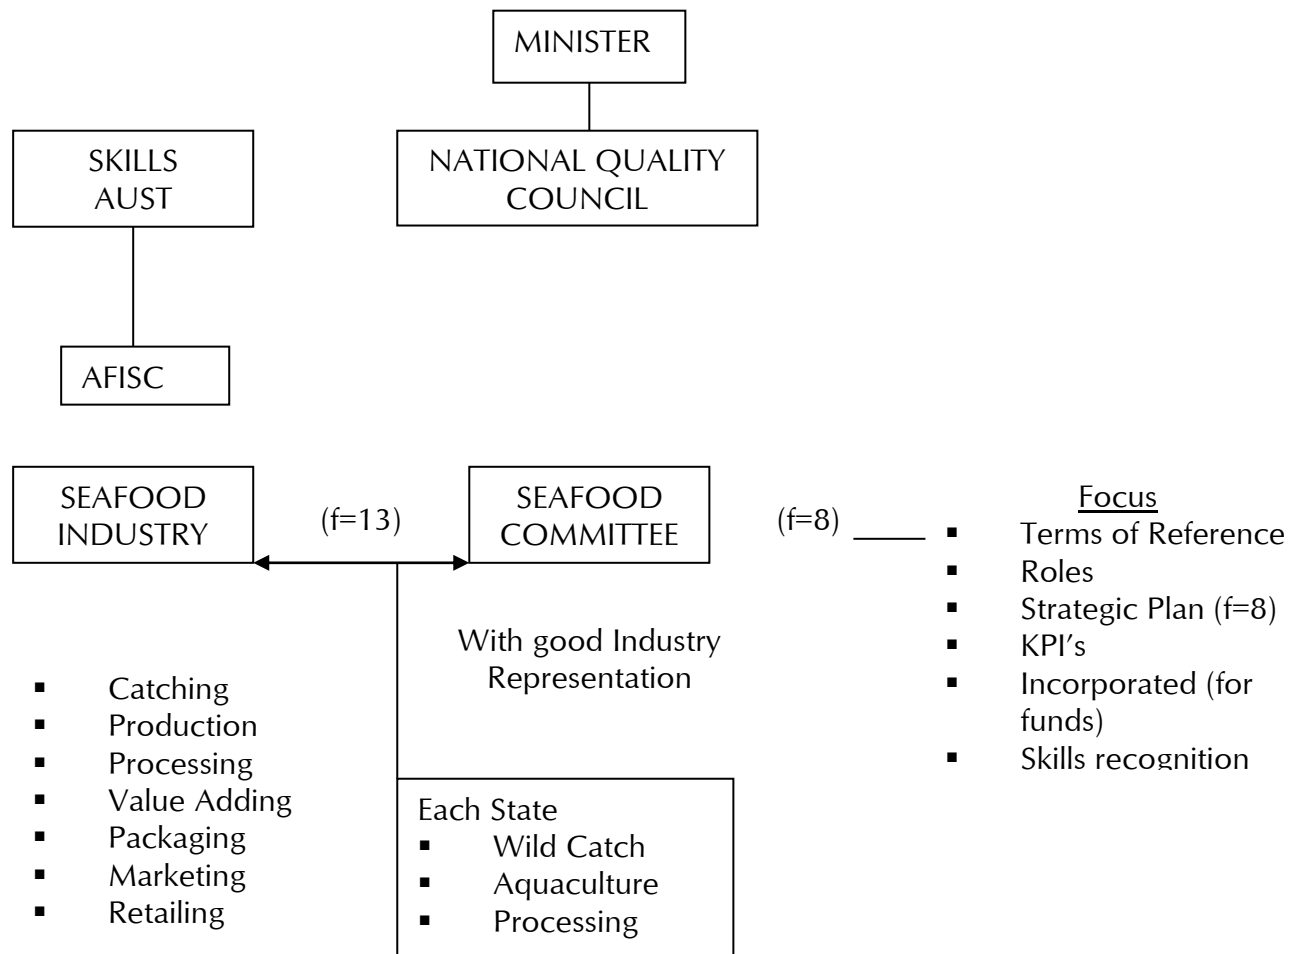 MINISTER
SKILLS
AUST
NATIONAL QUALITY
COUNCIL
AFISC
SEAFOOD
INDUSTRY
(f=13)
SEAFOOD
COMMITTEE
(f=8)
Focus
▪ Terms of Reference
▪ Roles
▪ Strategic Plan (f=8)
▪ KPI's
▪ Incorporated (for
funds)
▪ Skills recognition
With good Industry
Representation
▪ Catching
▪ Production
▪ Processing
▪ Value Adding
▪ Packaging
▪ Marketing
▪ Retailing
Each State
▪ Wild Catch
▪ Aquaculture
▪ Processing